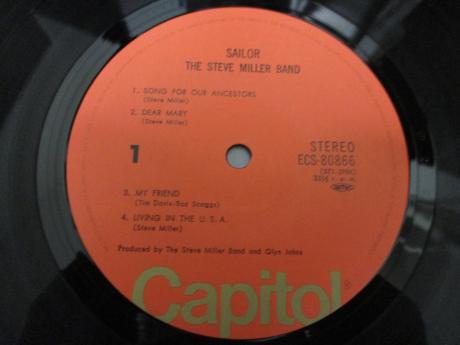 SAILOR
THE STEVE MILLER BAND
1. SONG FOR OUR ANCESTORS
(Steve Miller)
2. DEAR MARY
(Steve Miller)
1
STEREO
ECS-80866
33⅓ r. p. m.
3. MY FRIEND
(Tim Davis-Boz Scaggs)
4. LIVING IN THE U. S. A.
(Steve Miller)
Produced by The Steve Miller Band and Glyn Johns
Capitol